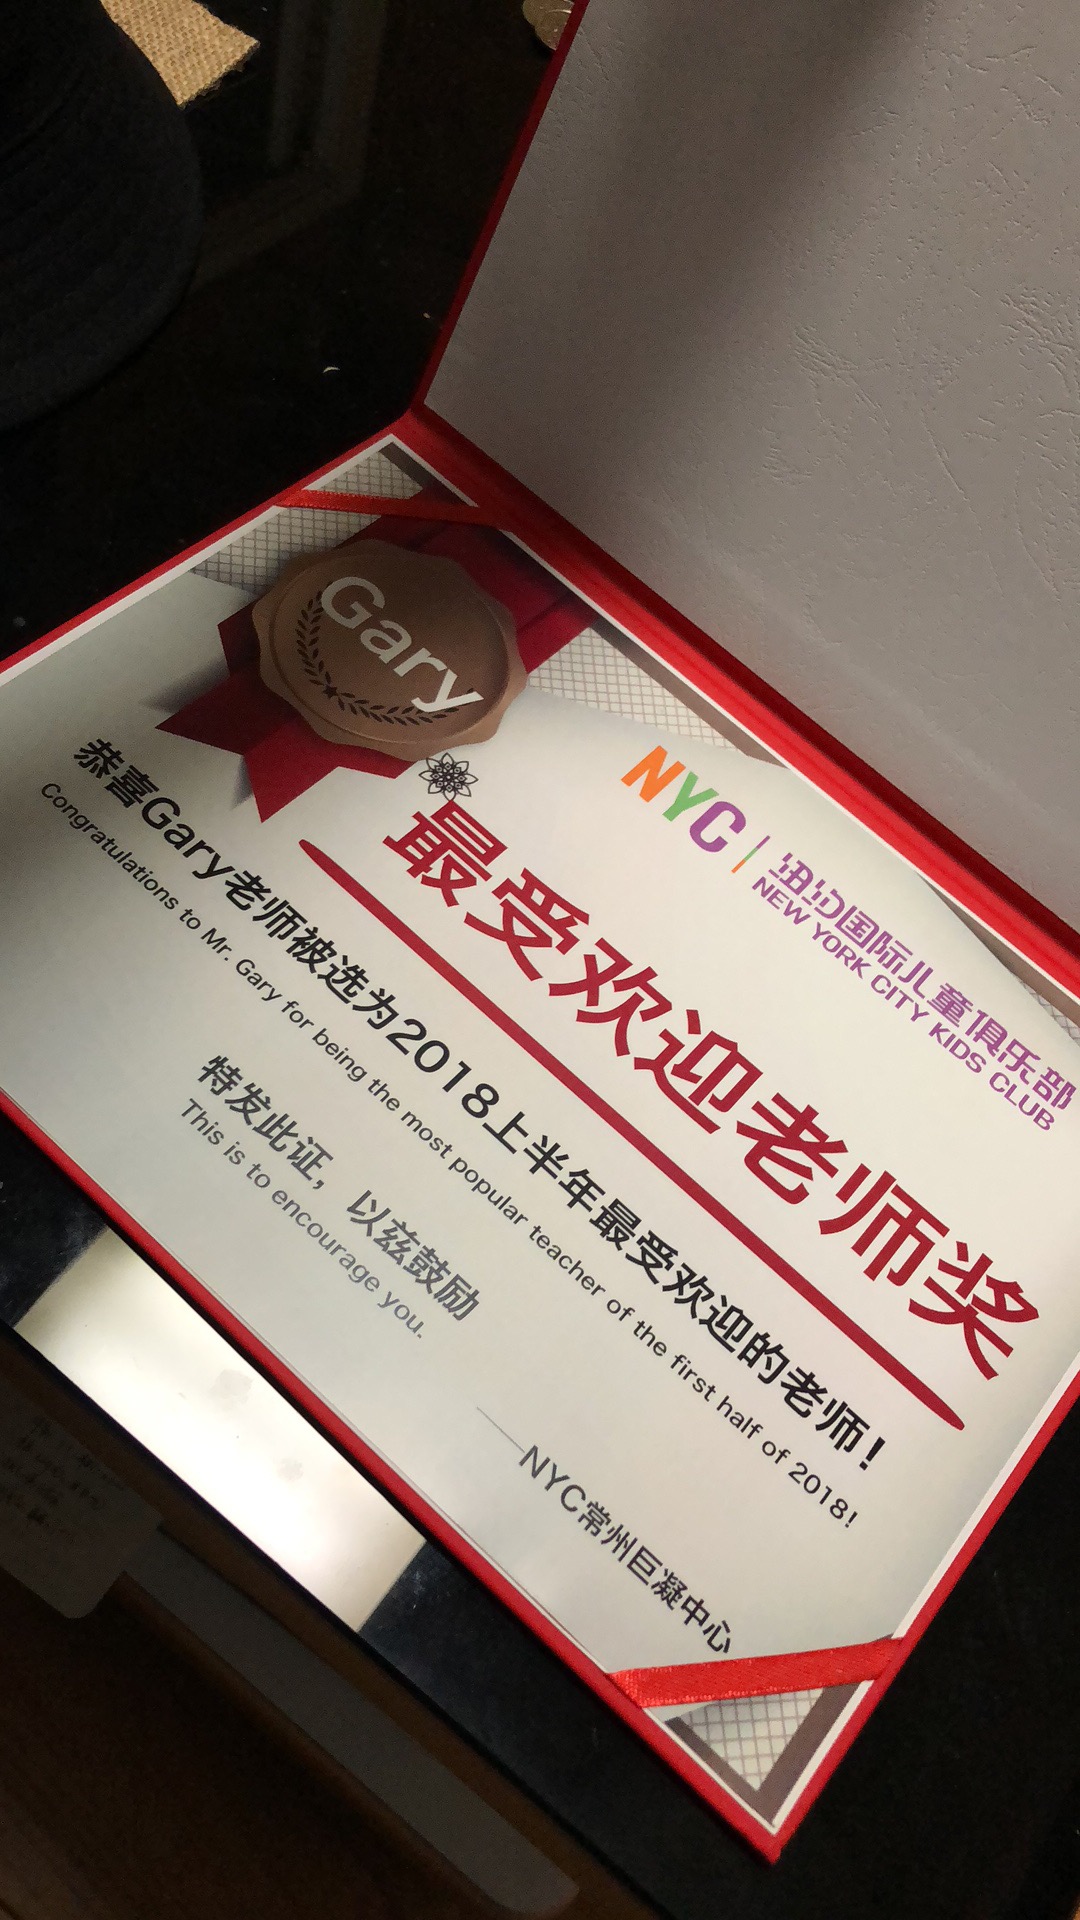 Gary
NYC
纽约国际儿童俱乐部
NEW YORK CITY KIDS CLUB
最受欢迎老师奖
恭喜Gary老师被选为2018上半年最受欢迎的老师!
Congratulations to Mr. Gary for being the most popular teacher of the first half of 2018!
特发此证，以兹鼓励
This is to encourage you.
——NYC常州巨凝中心